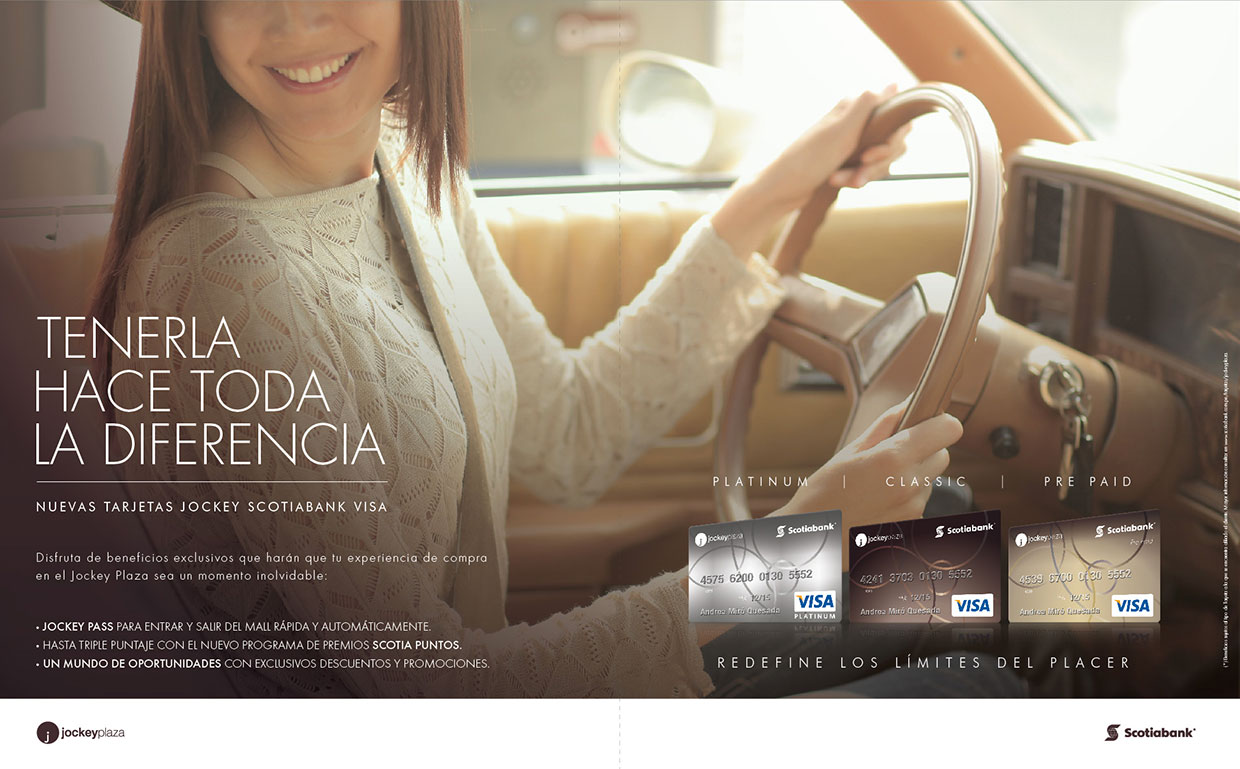 TENERLA
HACE TODA
LA DIFERENCIA
NUEVAS TARJETAS JOCKEY SCOTIABANK VISA
Disfruta de beneficios exclusivos que harán que tu experiencia de compra
en el Jockey Plaza sea un momento inolvidable:
• JOCKEY PASS PARA ENTRAR Y SALIR DEL MALL RÁPIDA Y AUTOMÁTICAMENTE.
• HASTA TRIPLE PUNTAJE CON EL NUEVO PROGRAMA DE PREMIOS SCOTIA PUNTOS.
• UN MUNDO DE OPORTUNIDADES CON EXCLUSIVOS DESCUENTOS Y PROMOCIONES.
PLATINUM | CLASSIC | PRE PAID
j jockeyplaza Scotiabank
4575 6200 0130 5552
12/15
Andrea Miró Quesada
VISA
PLATINUM
j jockeyplaza Scotiabank
4241 3703 0130 5552
12/15
Andrea Miró Quesada
VISA
j jockeyplaza Scotiabank
4539 6700 0130 5552
12/15
Andrea Miró Quesada
VISA
REDEFINE LOS LÍMITES DEL PLACER
j jockeyplaza
Scotiabank